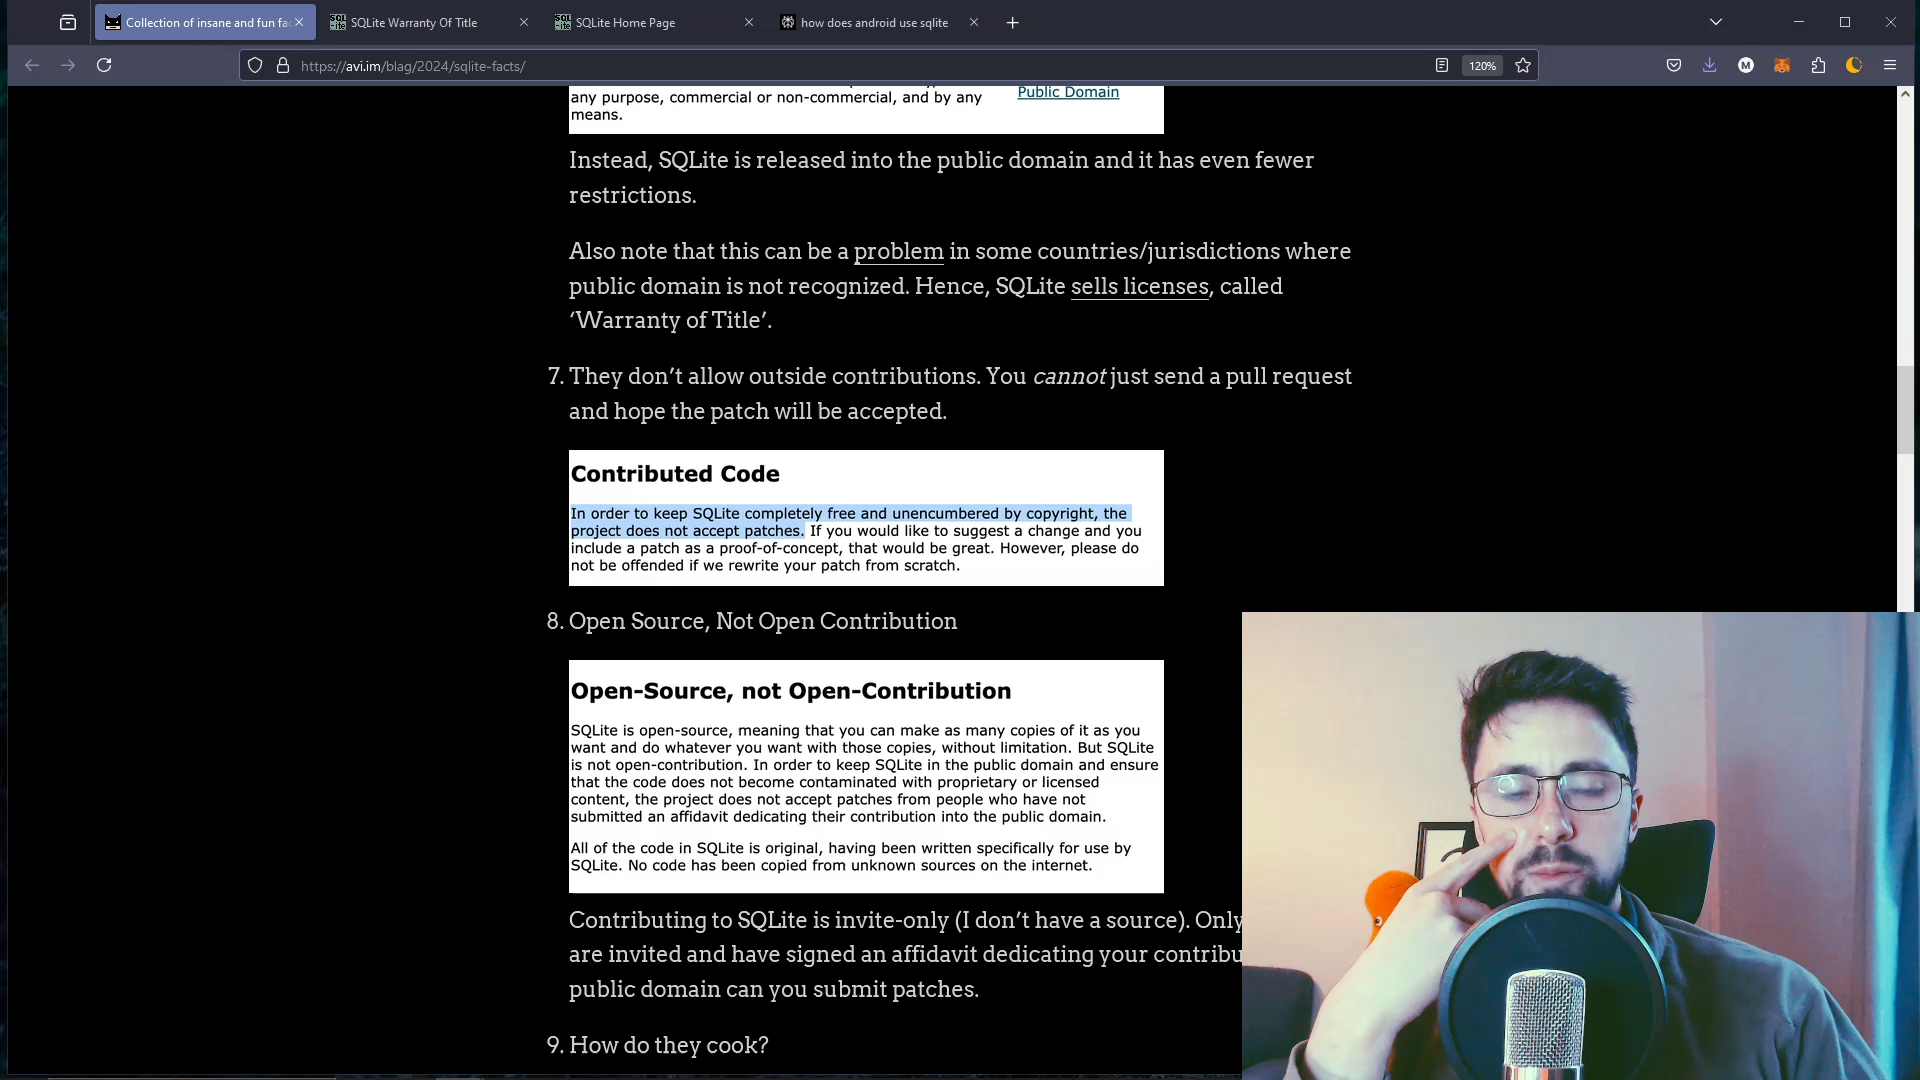 Collection of insane and fun fa
SQLite Warranty Of Title
SQLite Home Page
how does android use sqlite
https://avi.im/blag/2024/sqlite-facts/
120%
any purpose, commercial or non-commercial, and by any
means.
Public Domain
Instead, SQLite is released into the public domain and it has even fewer
restrictions.
Also note that this can be a problem in some countries/jurisdictions where
public domain is not recognized. Hence, SQLite sells licenses, called
‘Warranty of Title’.
7. They don’t allow outside contributions. You cannot just send a pull request
and hope the patch will be accepted.
Contributed Code
In order to keep SQLite completely free and unencumbered by copyright, the
project does not accept patches. If you would like to suggest a change and you
include a patch as a proof-of-concept, that would be great. However, please do
not be offended if we rewrite your patch from scratch.
8. Open Source, Not Open Contribution
Open-Source, not Open-Contribution
SQLite is open-source, meaning that you can make as many copies of it as you
want and do whatever you want with those copies, without limitation. But SQLite
is not open-contribution. In order to keep SQLite in the public domain and ensure
that the code does not become contaminated with proprietary or licensed
content, the project does not accept patches from people who have not
submitted an affidavit dedicating their contribution into the public domain.
All of the code in SQLite is original, having been written specifically for use by
SQLite. No code has been copied from unknown sources on the internet.
Contributing to SQLite is invite-only (I don’t have a source). Only
are invited and have signed an affidavit dedicating your contribu
public domain can you submit patches.
9. How do they cook?